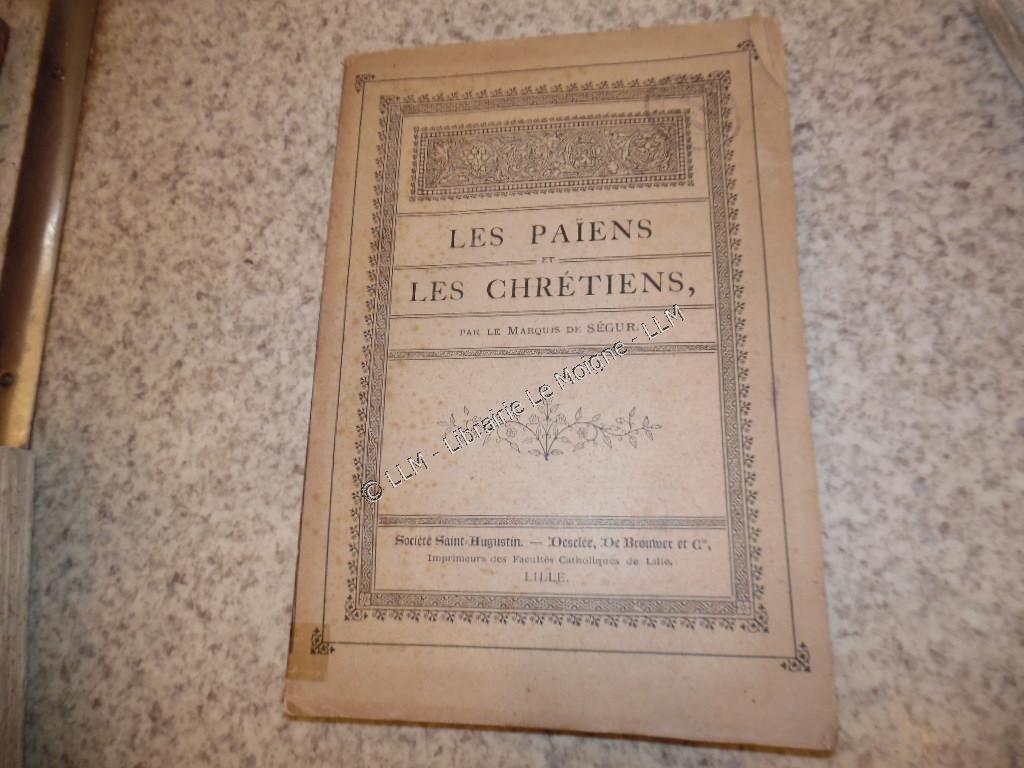 LES PAÏENS
ET
LES CHRÉTIENS,
PAR LE MARQUIS DE SÉGUR.
© LLM - Librairie Le Moigne - LLM
Société Saint-Augustin. — Desclée, De Brouwer et Cie,
Imprimeurs des Facultés Catholiques de Lille.
LILLE.